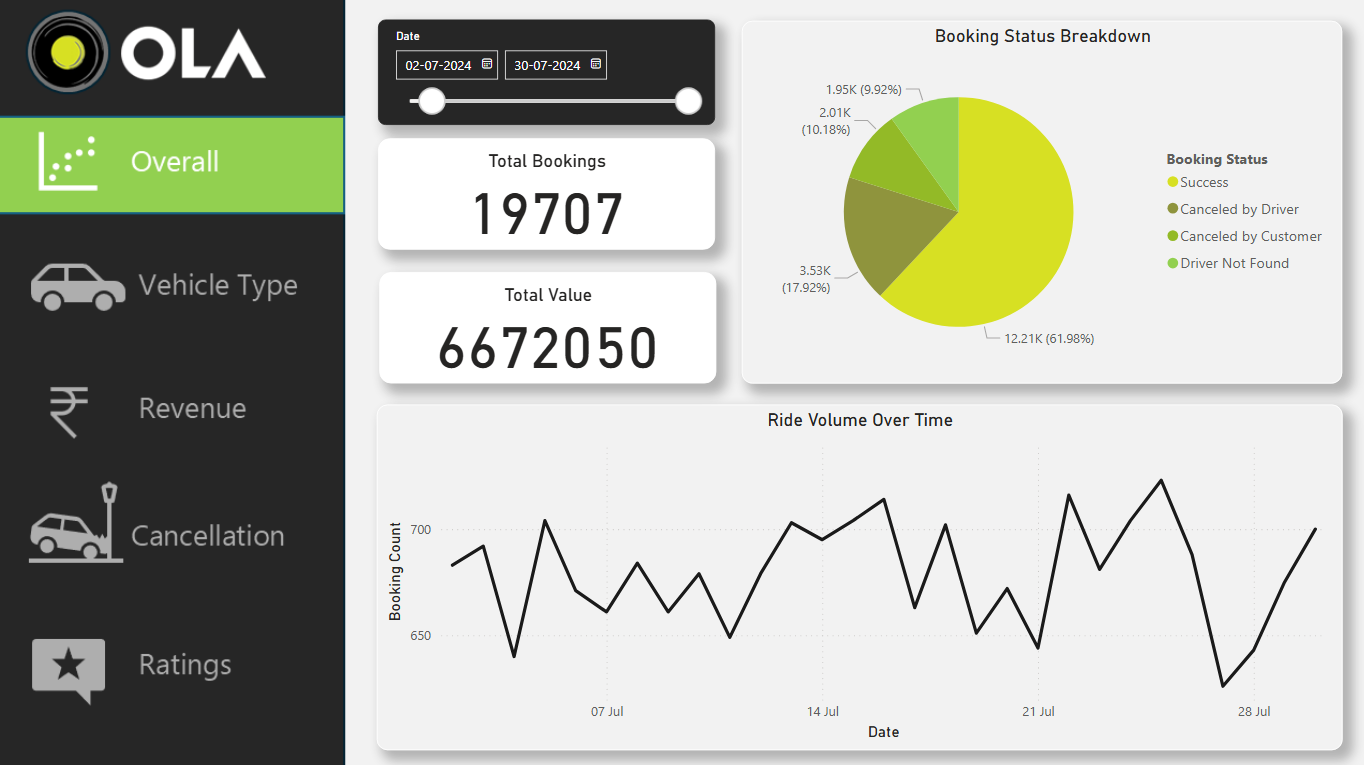 OLA
Overall
Vehicle Type
Revenue
Cancellation
Ratings
Date
02-07-2024
30-07-2024
Total Bookings
19707
Total Value
6672050
Booking Status Breakdown
1.95K (9.92%)
2.01K
(10.18%)
3.53K
(17.92%)
12.21K (61.98%)
Booking Status
Success
Canceled by Driver
Canceled by Customer
Driver Not Found
Ride Volume Over Time
Booking Count
700
650
07 Jul
14 Jul
21 Jul
28 Jul
Date